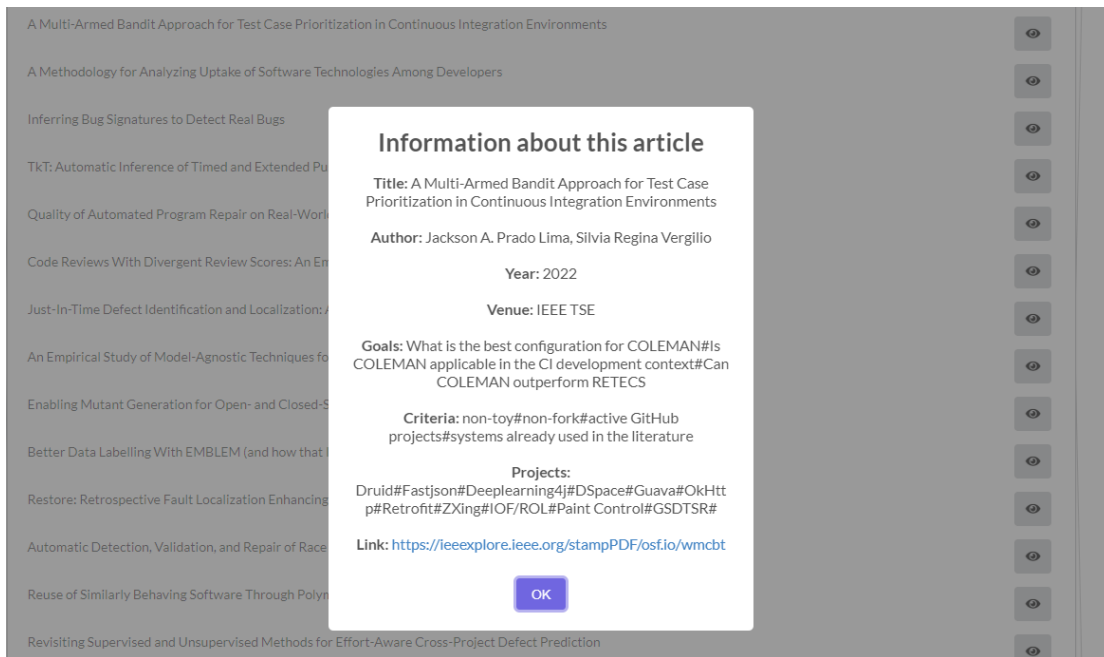 A Multi-Armed Bandit Approach for Test Case Prioritization in Continuous Integration Environments
A Methodology for Analyzing Uptake of Software Technologies Among Developers
Inferring Bug Signatures to Detect Real Bugs
TkT: Automatic Inference of Timed and Extended Pu
Quality of Automated Program Repair on Real-Worl
Code Reviews With Divergent Review Scores: An Em
Just-In-Time Defect Identification and Localization: A
An Empirical Study of Model-Agnostic Techniques fo
Enabling Mutant Generation for Open- and Closed-S
Better Data Labelling With EMBLEM (and how that I
Restore: Retrospective Fault Localization Enhancing
Automatic Detection, Validation, and Repair of Race
Reuse of Similarly Behaving Software Through Polym
Revisiting Supervised and Unsupervised Methods for Effort-Aware Cross-Project Defect Prediction
Information about this article
Title: A Multi-Armed Bandit Approach for Test Case
Prioritization in Continuous Integration Environments
Author: Jackson A. Prado Lima, Silvia Regina Vergilio
Year: 2022
Venue: IEEE TSE
Goals: What is the best configuration for COLEMAN#Is
COLEMAN applicable in the CI development context#Can
COLEMAN outperform RETECS
Criteria: non-toy#non-fork#active GitHub
projects#systems already used in the literature
Projects:
Druid#Fastjson#Deeplearning4j#DSpace#Guava#OkHtt
p#Retrofit#ZXing#IOF/ROL#Paint Control#GSDTSR#
Link: https://ieeexplore.ieee.org/stampPDF/osf.io/wmcbt
OK